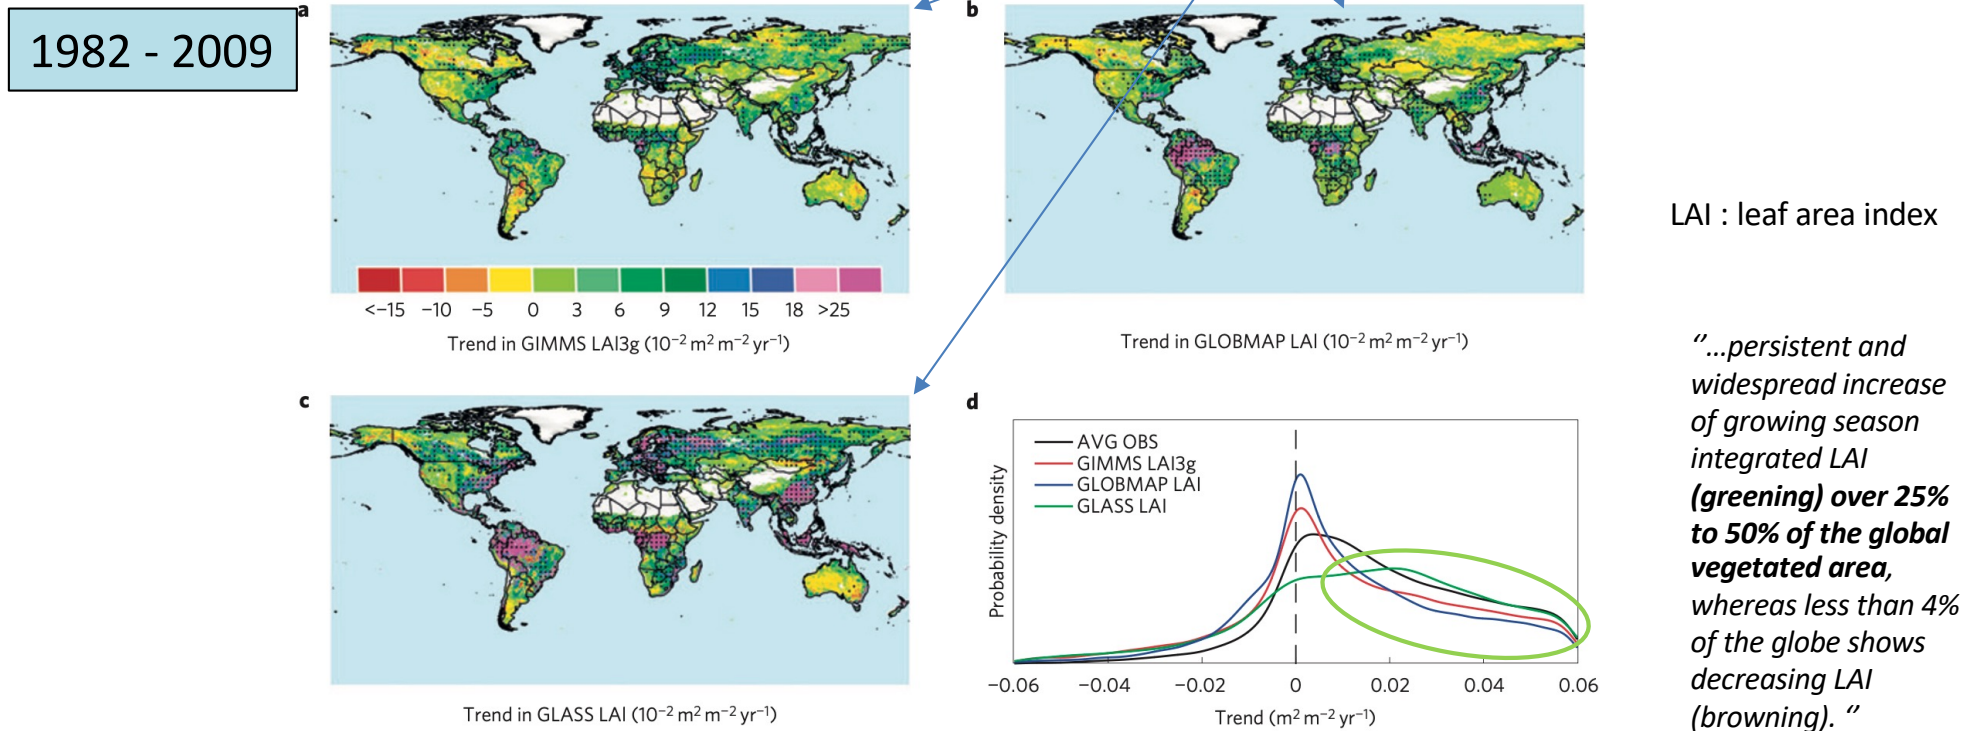 1982 - 2009
a
<−15 −10 −5 0 3 6 9 12 15 18 >25
Trend in GIMMS LAI3g (10⁻² m² m⁻² yr⁻¹)
b
Trend in GLOBMAP LAI (10⁻² m² m⁻² yr⁻¹)
LAI : leaf area index
c
Trend in GLASS LAI (10⁻² m² m⁻² yr⁻¹)
d
AVG OBS
GIMMS LAI3g
GLOBMAP LAI
GLASS LAI
Probability density
−0.06 −0.04 −0.02 0 0.02 0.04 0.06
Trend (m² m⁻² yr⁻¹)
‘’...persistent and
widespread increase
of growing season
integrated LAI
(greening) over 25%
to 50% of the global
vegetated area,
whereas less than 4%
of the globe shows
decreasing LAI
(browning). ‘’